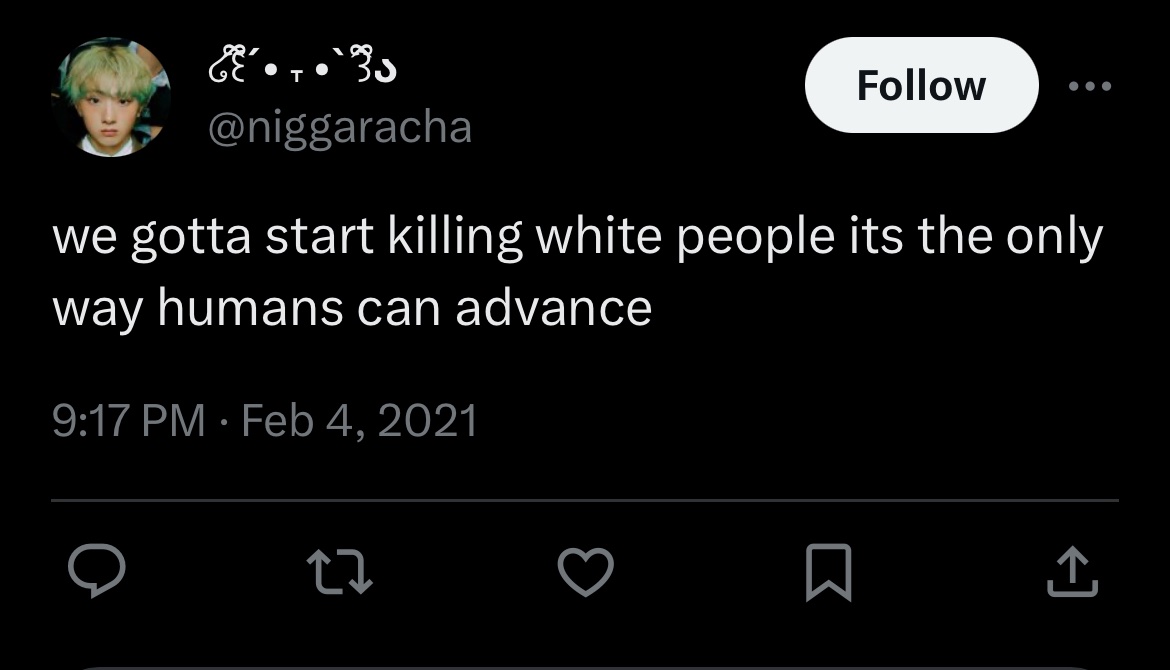 Follow
@niggaracha
we gotta start killing white people its the only
way humans can advance
9:17 PM · Feb 4, 2021